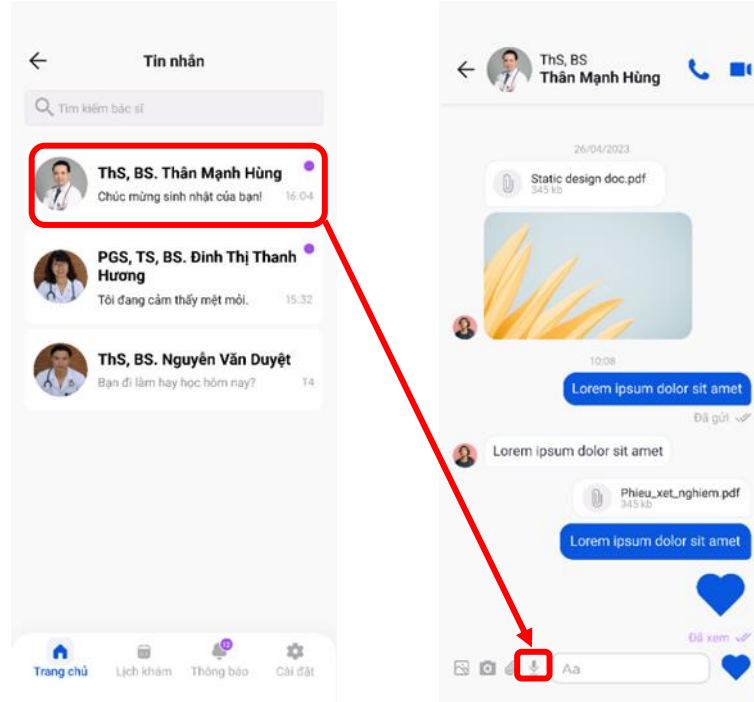 Tin nhắn
Tìm kiếm bác sĩ
ThS, BS. Thân Mạnh Hùng
Chúc mừng sinh nhật của bạn! 16:04
PGS, TS, BS. Đinh Thị Thanh
Hương
Tôi đang cảm thấy mệt mỏi. 15:32
ThS, BS. Nguyễn Văn Duyệt
Bạn đi làm hay học hôm nay? T4
12
Trang chủ Lịch khám Thông báo Cài đặt
ThS, BS
Thân Mạnh Hùng
26/04/2023
Static design doc.pdf
345 kb
10:08
Lorem ipsum dolor sit amet
Đã gửi
Lorem ipsum dolor sit amet
Phieu_xet_nghiem.pdf
345 kb
Lorem ipsum dolor sit amet
Đã xem
Aa